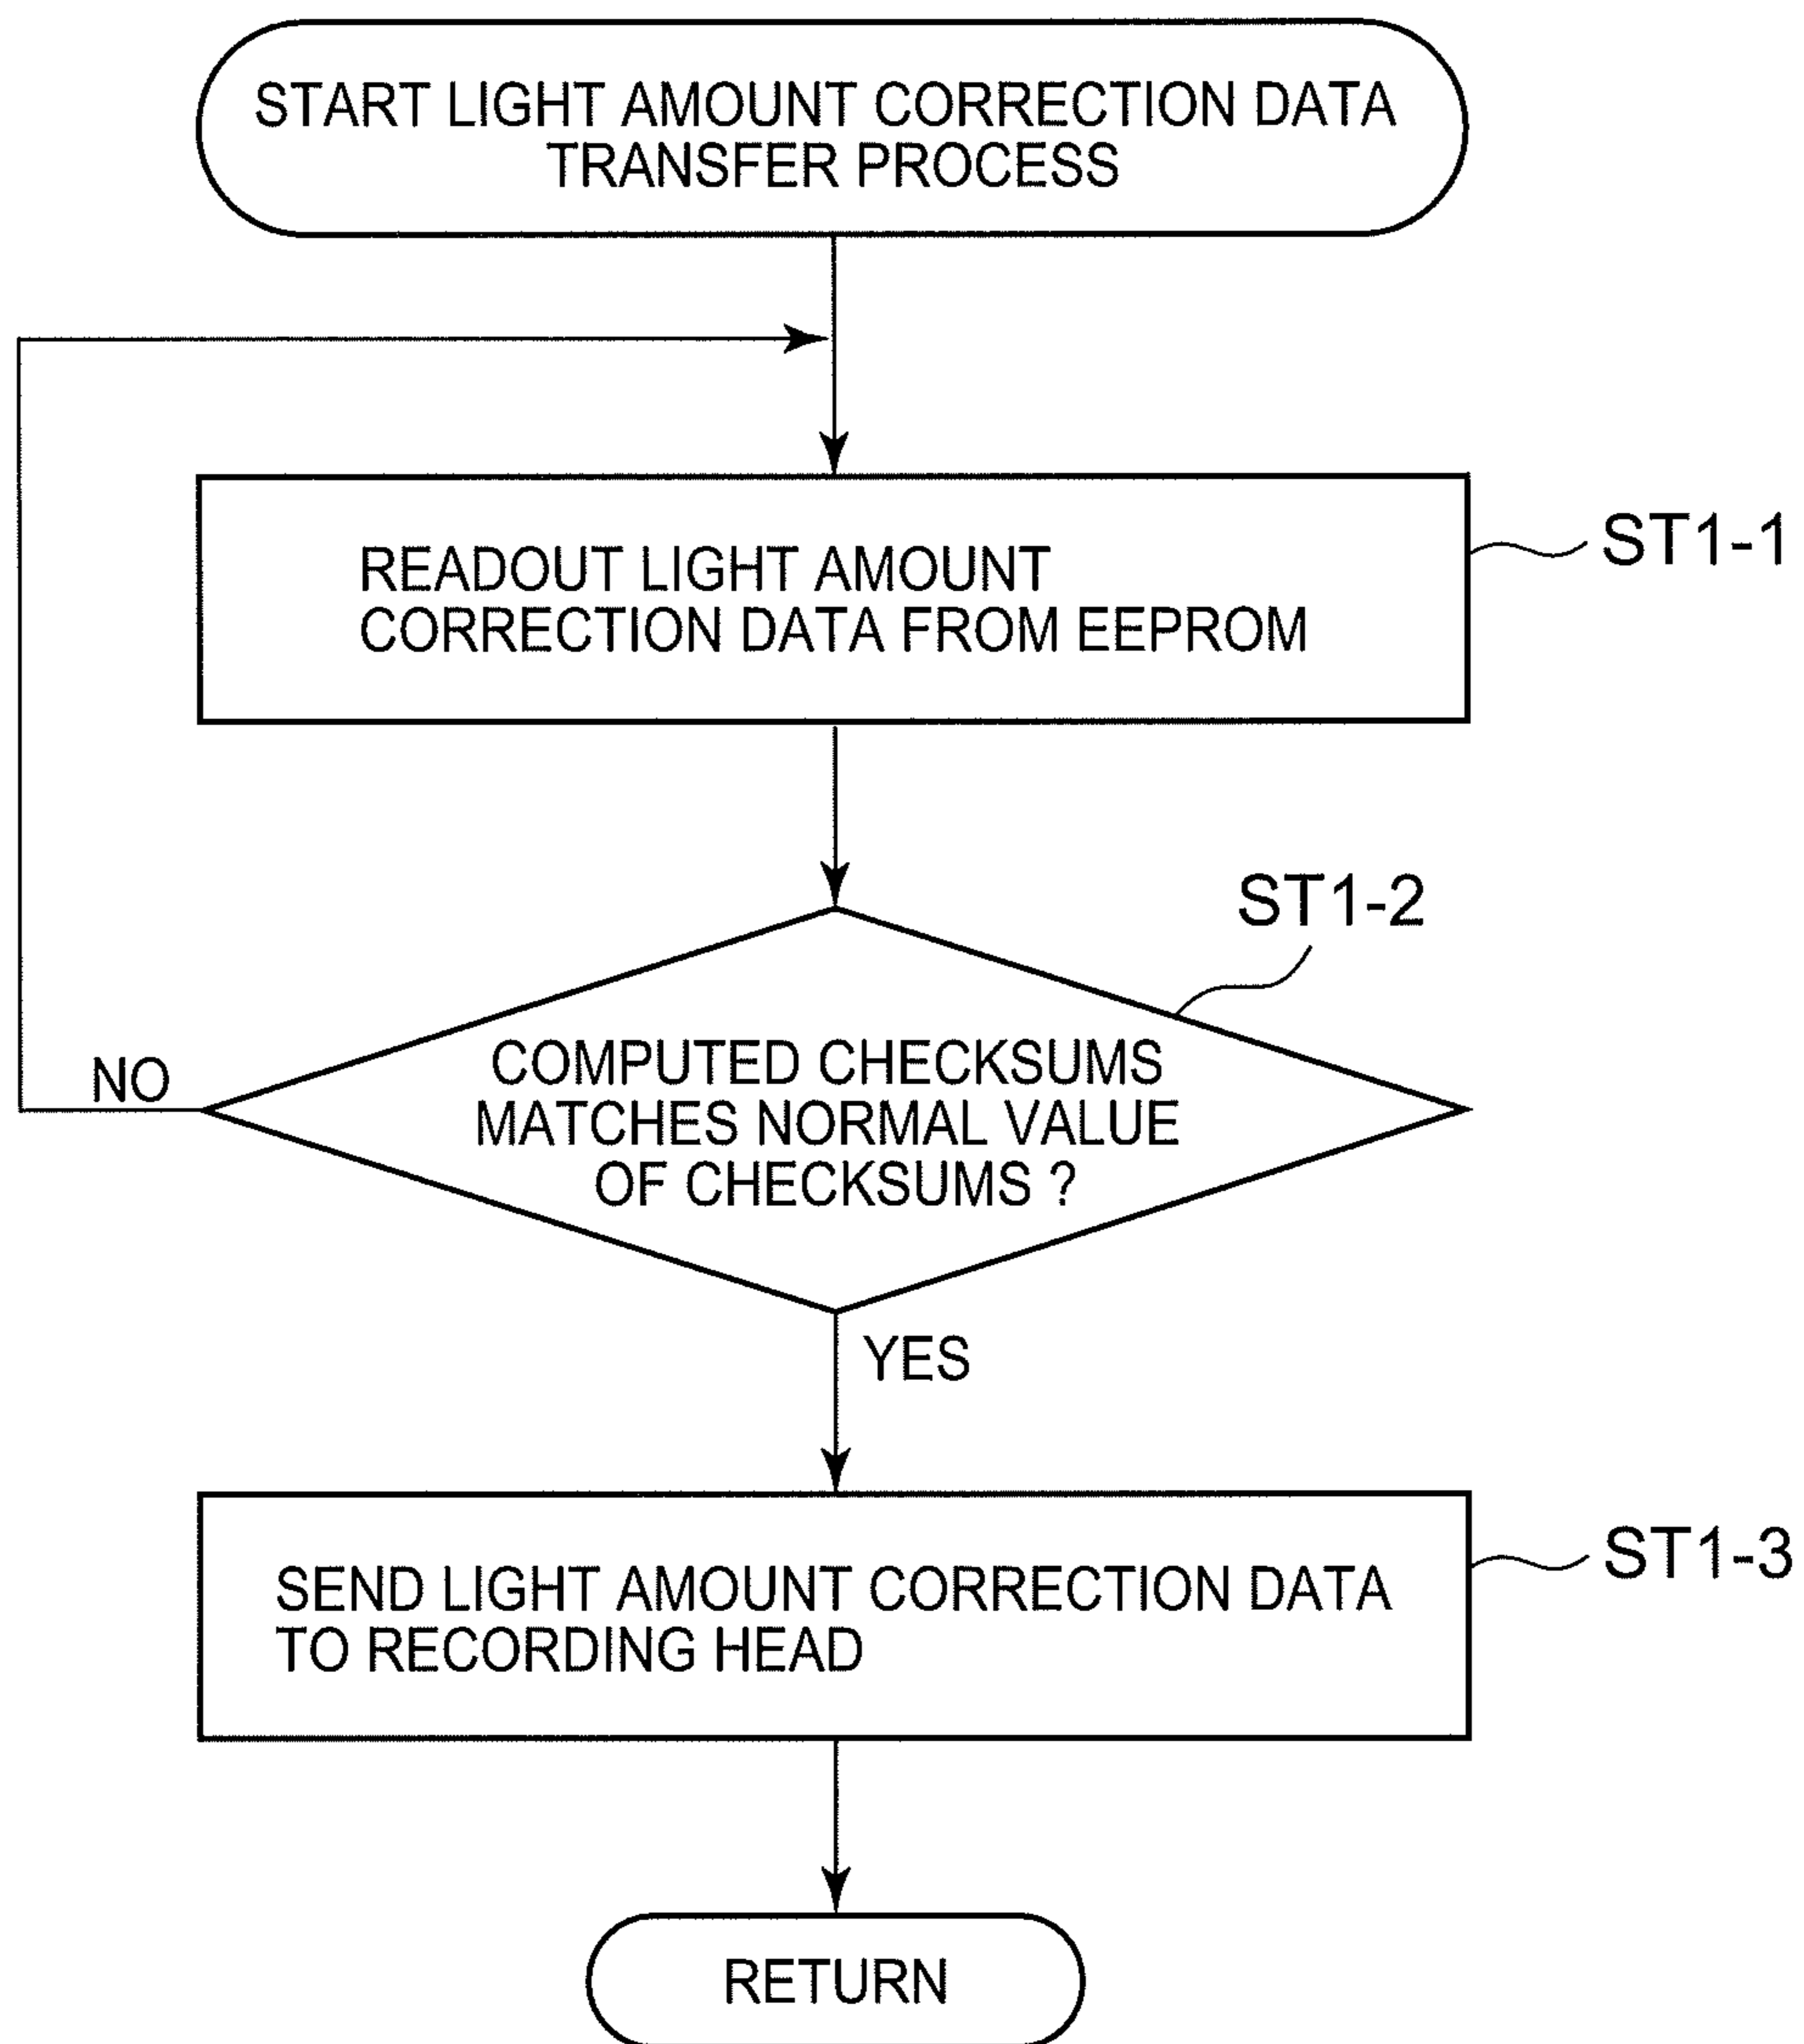 START LIGHT AMOUNT CORRECTION DATA
TRANSFER PROCESS
READOUT LIGHT AMOUNT
CORRECTION DATA FROM EEPROM
ST1-1
ST1-2
COMPUTED CHECKSUMS
MATCHES NORMAL VALUE
OF CHECKSUMS ?
NO
YES
SEND LIGHT AMOUNT CORRECTION DATA
TO RECORDING HEAD
ST1-3
RETURN